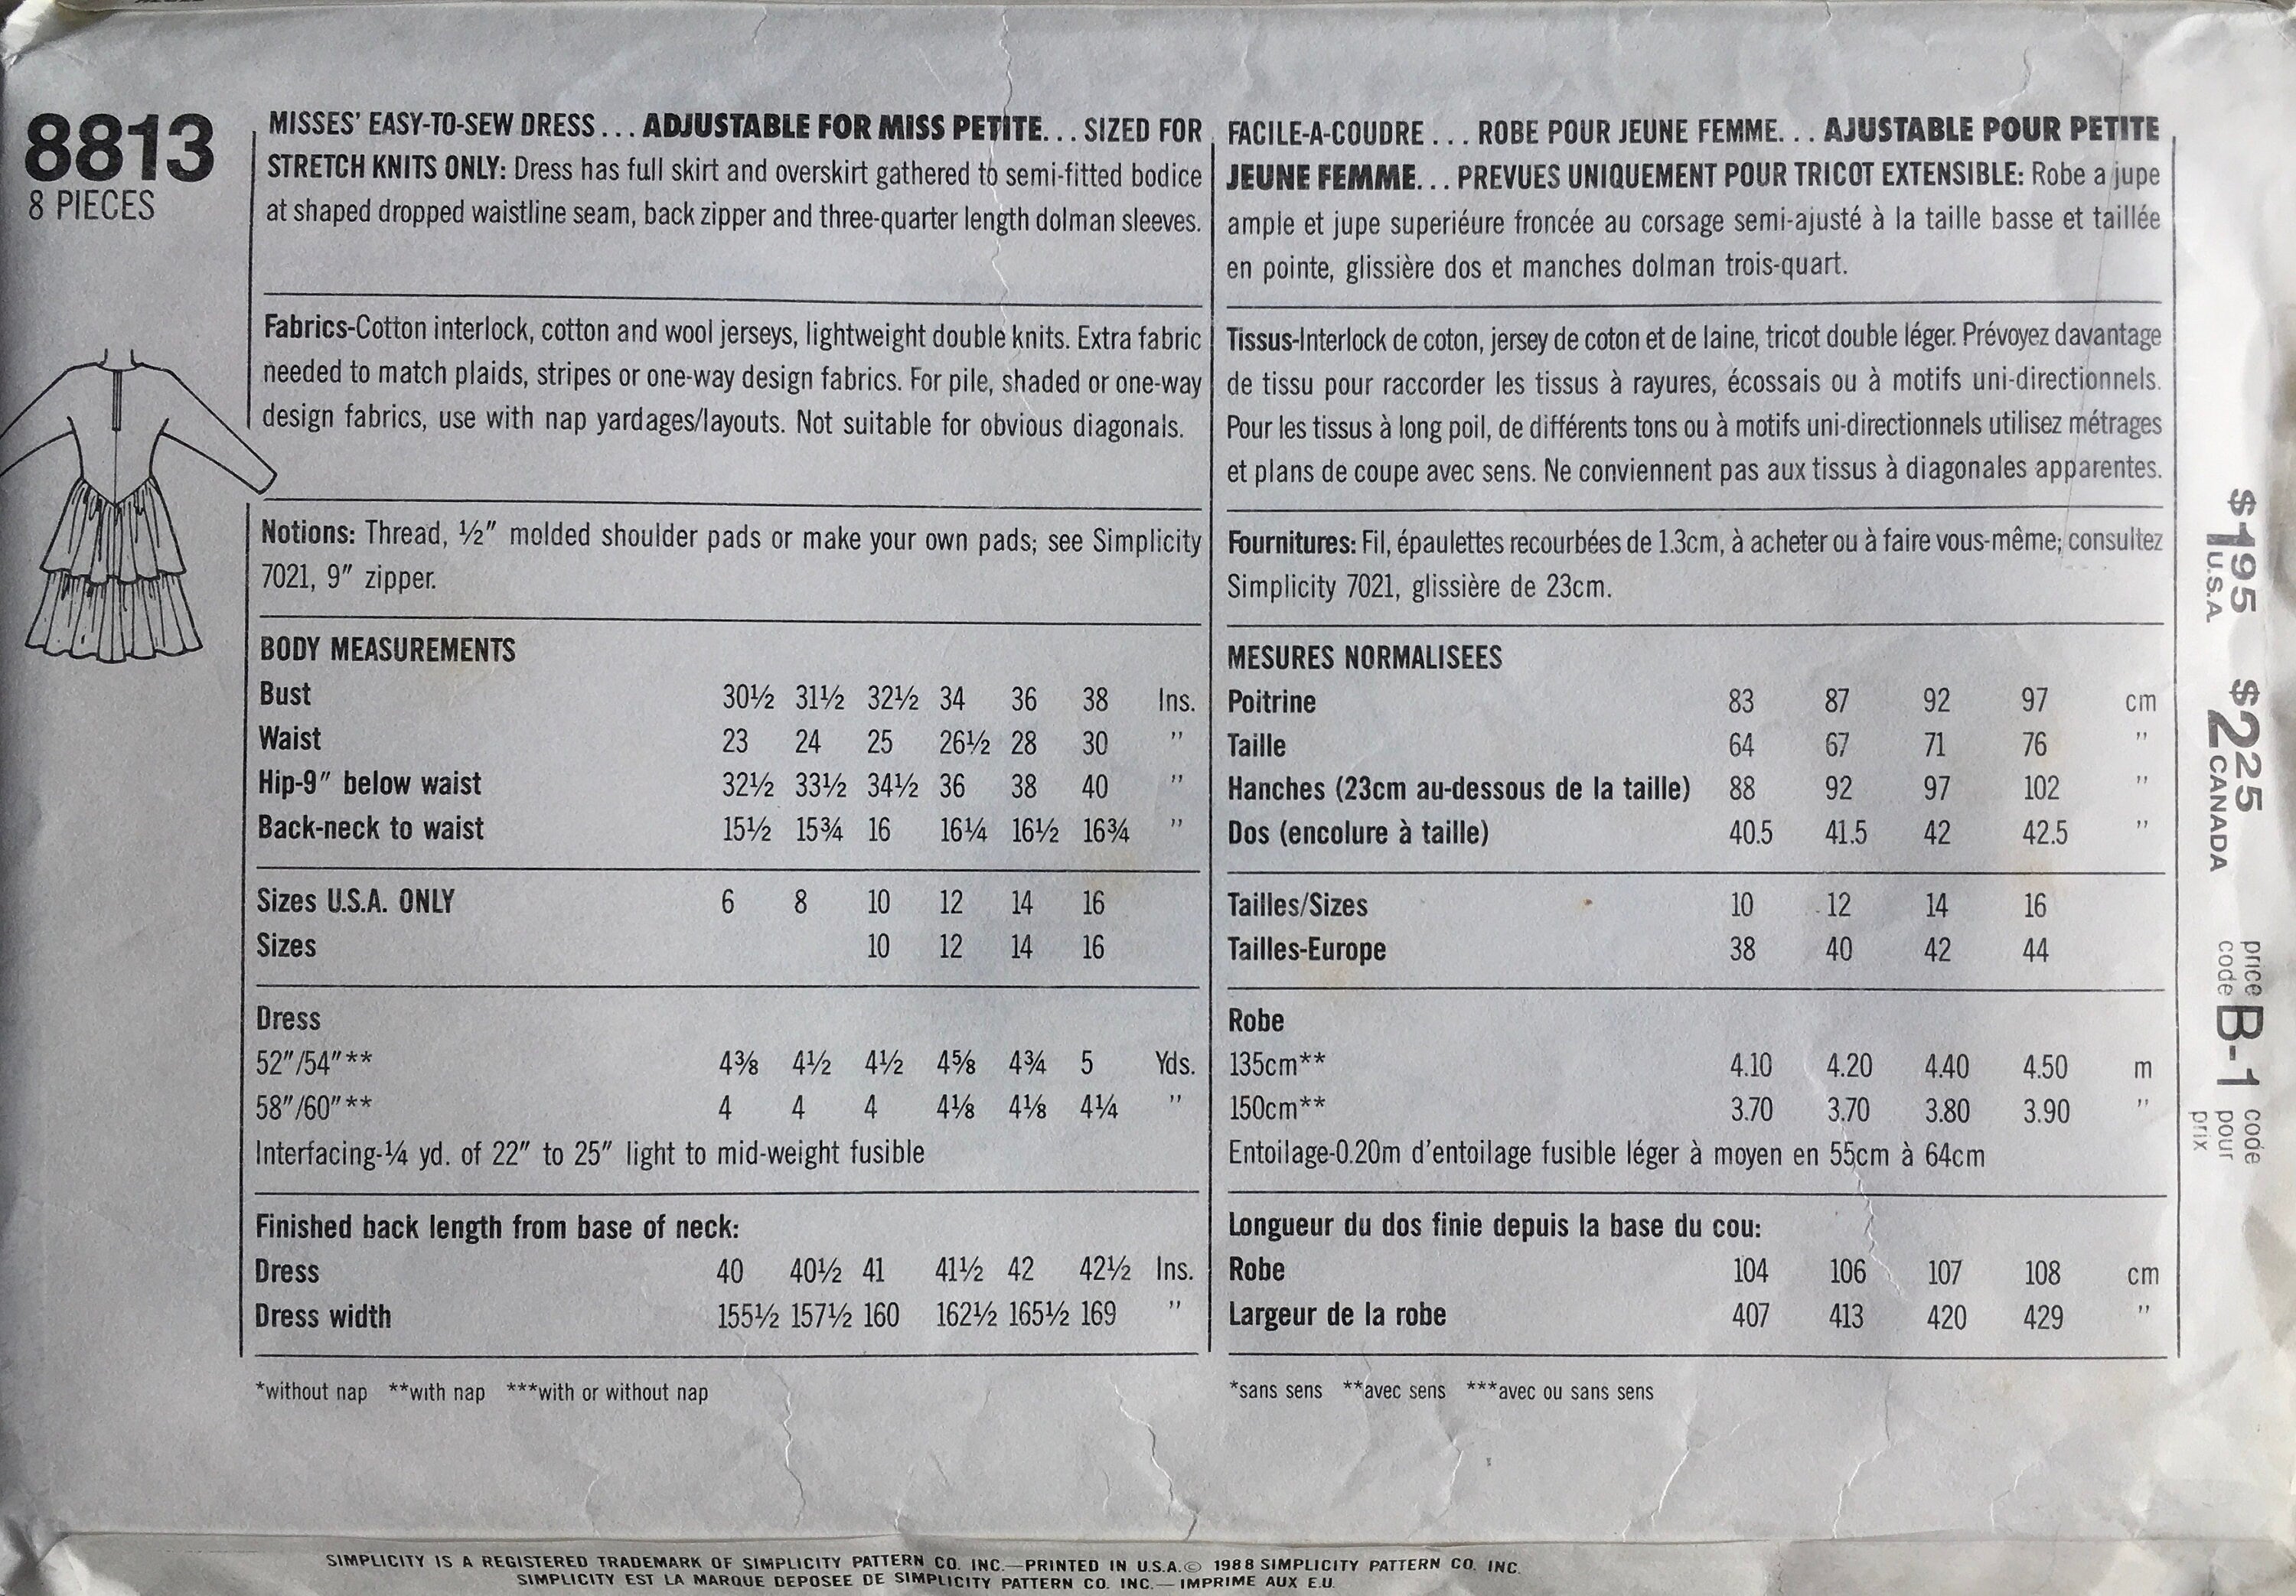 8813
8 PIECES
MISSES' EASY-TO-SEW DRESS... ADJUSTABLE FOR MISS PETITE... SIZED FOR
STRETCH KNITS ONLY: Dress has full skirt and overskirt gathered to semi-fitted bodice
at shaped dropped waistline seam, back zipper and three-quarter length dolman sleeves.
Fabrics-Cotton interlock, cotton and wool jerseys, lightweight double knits. Extra fabric
needed to match plaids, stripes or one-way design fabrics. For pile, shaded or one-way
design fabrics, use with nap yardages/layouts. Not suitable for obvious diagonals.
Notions: Thread, ½" molded shoulder pads or make your own pads; see Simplicity
7021, 9" zipper.
BODY MEASUREMENTS
Bust 30½ 31½ 32½ 34 36 38 Ins.
Waist 23 24 25 26½ 28 30 "
Hip-9" below waist 32½ 33½ 34½ 36 38 40 "
Back-neck to waist 15½ 15¾ 16 16¼ 16½ 16¾ "
Sizes U.S.A. ONLY 6 8 10 12 14 16
Sizes 10 12 14 16
Dress
52"/54"** 4⅜ 4½ 4½ 4⅝ 4¾ 5 Yds.
58"/60"** 4 4 4 4⅛ 4⅛ 4¼ "
Interfacing-¼ yd. of 22" to 25" light to mid-weight fusible
Finished back length from base of neck:
Dress 40 40½ 41 41½ 42 42½ Ins.
Dress width 155½ 157½ 160 162½ 165½ 169 "
*without nap **with nap ***with or without nap
FACILE-A-COUDRE... ROBE POUR JEUNE FEMME... AJUSTABLE POUR PETITE
JEUNE FEMME... PREVUES UNIQUEMENT POUR TRICOT EXTENSIBLE: Robe a jupe
ample et jupe superiéure froncée au corsage semi-ajusté à la taille basse et taillée
en pointe, glissière dos et manches dolman trois-quart.
Tissus-Interlock de coton, jersey de coton et de laine, tricot double léger. Prévoyez davantage
de tissu pour raccorder les tissus à rayures, écossais ou à motifs uni-directionnels.
Pour les tissus à long poil, de différents tons ou à motifs uni-directionnels utilisez métrages
et plans de coupe avec sens. Ne conviennent pas aux tissus à diagonales apparentes.
Fournitures: Fil, épaulettes recourbées de 1.3cm, à acheter ou à faire vous-même; consultez
Simplicity 7021, glissière de 23cm.
MESURES NORMALISEES
Poitrine 83 87 92 97 cm
Taille 64 67 71 76 "
Hanches (23cm au-dessous de la taille) 88 92 97 102 "
Dos (encolure à taille) 40.5 41.5 42 42.5 "
Tailles/Sizes 10 12 14 16
Tailles-Europe 38 40 42 44
Robe
135cm** 4.10 4.20 4.40 4.50 m
150cm** 3.70 3.70 3.80 3.90 "
Entoilage-0.20m d'entoilage fusible léger à moyen en 55cm à 64cm
Longueur du dos finie depuis la base du cou:
Robe 104 106 107 108 cm
Largeur de la robe 407 413 420 429 "
*sans sens **avec sens ***avec ou sans sens
$1 95 U.S.A
$2 25 CANADA
price code B-1 code pour prix
SIMPLICITY IS A REGISTERED TRADEMARK OF SIMPLICITY PATTERN CO. INC.—PRINTED IN U.S.A.© 1988 SIMPLICITY PATTERN CO. INC.
SIMPLICITY EST LA MARQUE DEPOSEE DE SIMPLICITY PATTERN CO. INC.—IMPRIME AUX E.U.